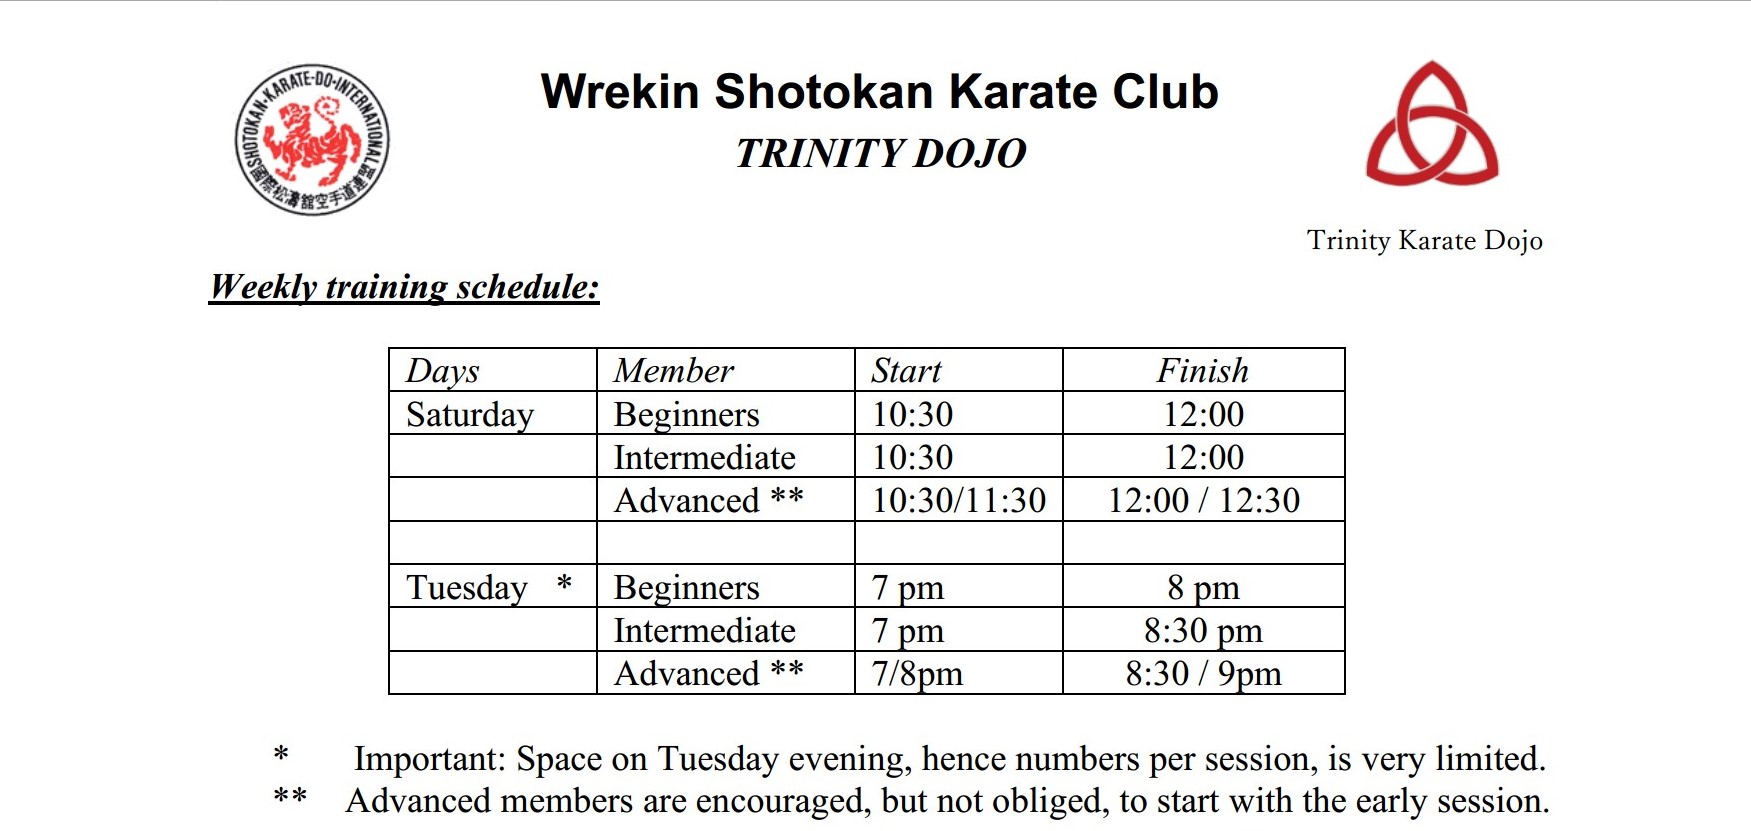 SHOTOKAN·KARATE-DO·INTERNATIONAL
國際松濤館空手道連盟
Wrekin Shotokan Karate Club
TRINITY DOJO
Trinity Karate Dojo
Weekly training schedule:
Days Member Start Finish
Saturday Beginners 10:30 12:00
Intermediate 10:30 12:00
Advanced ** 10:30/11:30 12:00 / 12:30
Tuesday * Beginners 7 pm 8 pm
Intermediate 7 pm 8:30 pm
Advanced ** 7/8pm 8:30 / 9pm
* Important: Space on Tuesday evening, hence numbers per session, is very limited.
** Advanced members are encouraged, but not obliged, to start with the early session.